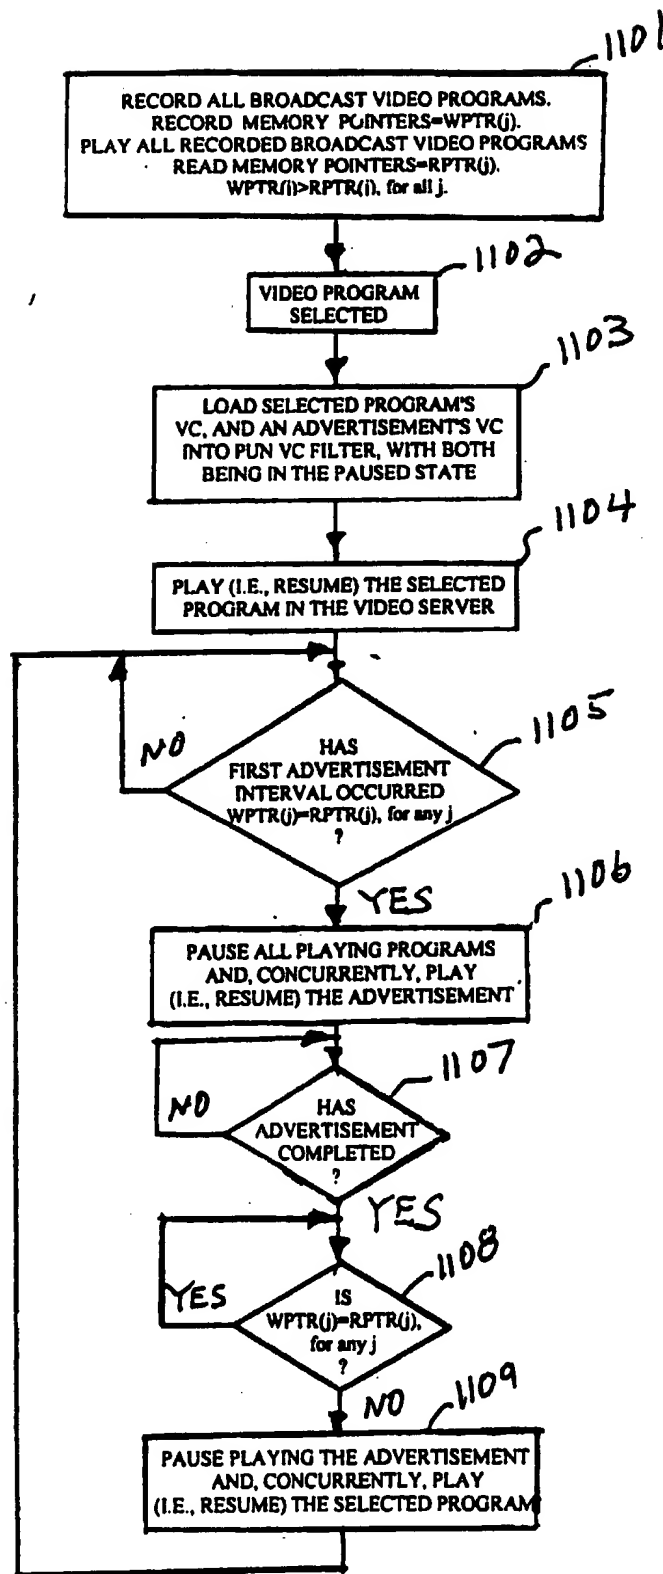 1101
RECORD ALL BROADCAST VIDEO PROGRAMS.
RECORD MEMORY POINTERS=WPTR(j).
PLAY ALL RECORDED BROADCAST VIDEO PROGRAMS
READ MEMORY POINTERS=RPTR(j).
WPTR(j)>RPTR(j), for all j.
1102
VIDEO PROGRAM
SELECTED
1103
LOAD SELECTED PROGRAM'S
VC, AND AN ADVERTISEMENT'S VC
INTO PUN VC FILTER, WITH BOTH
BEING IN THE PAUSED STATE
1104
PLAY (I.E., RESUME) THE SELECTED
PROGRAM IN THE VIDEO SERVER
1105
NO
HAS
FIRST ADVERTISEMENT
INTERVAL OCCURRED
WPTR(j)=RPTR(j), for any j
?
YES
1106
PAUSE ALL PLAYING PROGRAMS
AND, CONCURRENTLY, PLAY
(I.E., RESUME) THE ADVERTISEMENT
1107
NO
HAS
ADVERTISEMENT
COMPLETED
?
YES
1108
YES
IS
WPTR(j)=RPTR(j),
for any j
?
NO
1109
PAUSE PLAYING THE ADVERTISEMENT
AND, CONCURRENTLY, PLAY
(I.E., RESUME) THE SELECTED PROGRAM